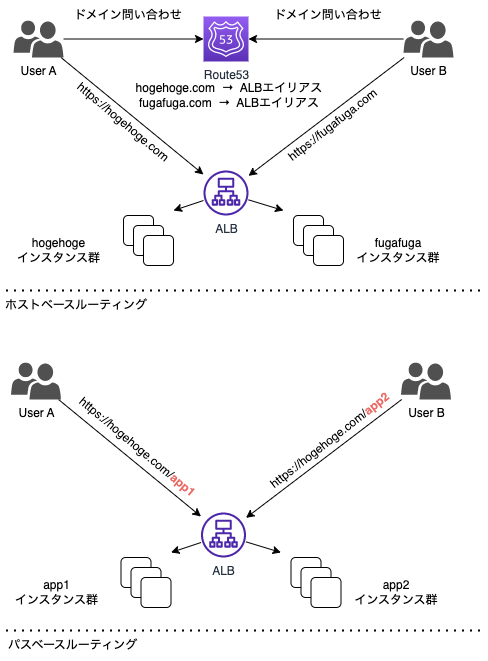 ドメイン問い合わせ
ドメイン問い合わせ
53
User A
User B
Route53
hogehoge.com → ALBエイリアス
fugafuga.com → ALBエイリアス
https://hogehoge.com
https://fugafuga.com
ALB
hogehoge
インスタンス群
fugafuga
インスタンス群
ホストベースルーティング
User A
User B
https://hogehoge.com/app1
https://hogehoge.com/app2
ALB
app1
インスタンス群
app2
インスタンス群
パスベースルーティング